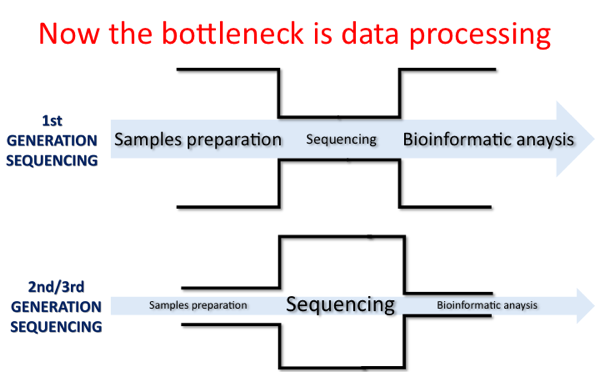 Now the bottleneck is data processing
1st
GENERATION
SEQUENCING
Samples preparation
Sequencing
Bioinformatic anaysis
2nd/3rd
GENERATION
SEQUENCING
Samples preparation
Sequencing
Bioinformatic anaysis